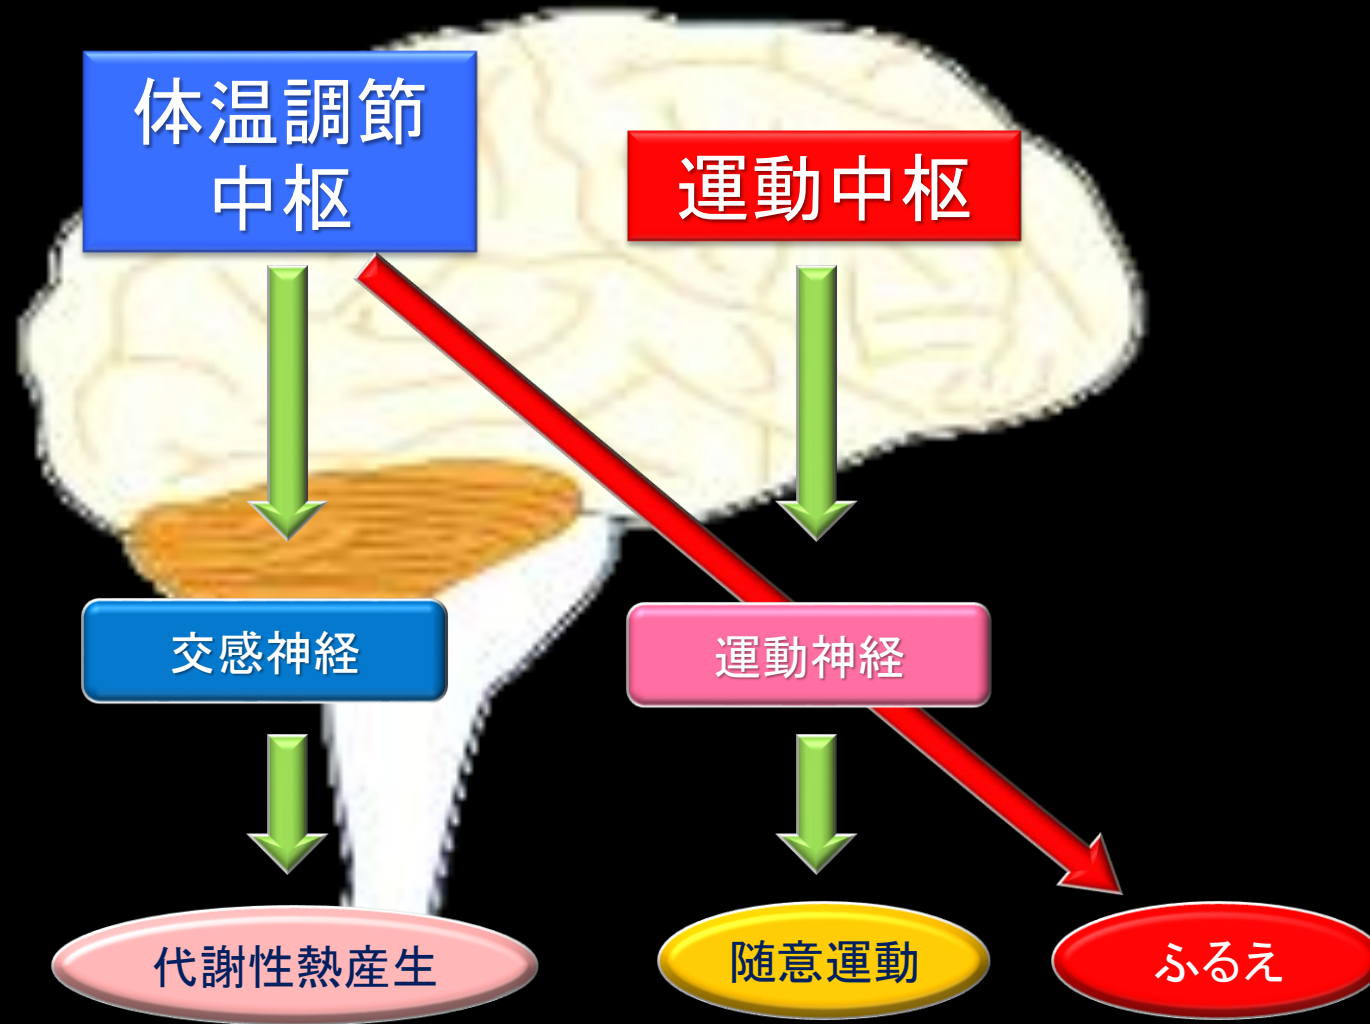 体温調節
中枢
運動中枢
交感神経
運動神経
代謝性熱産生
随意運動
ふるえ